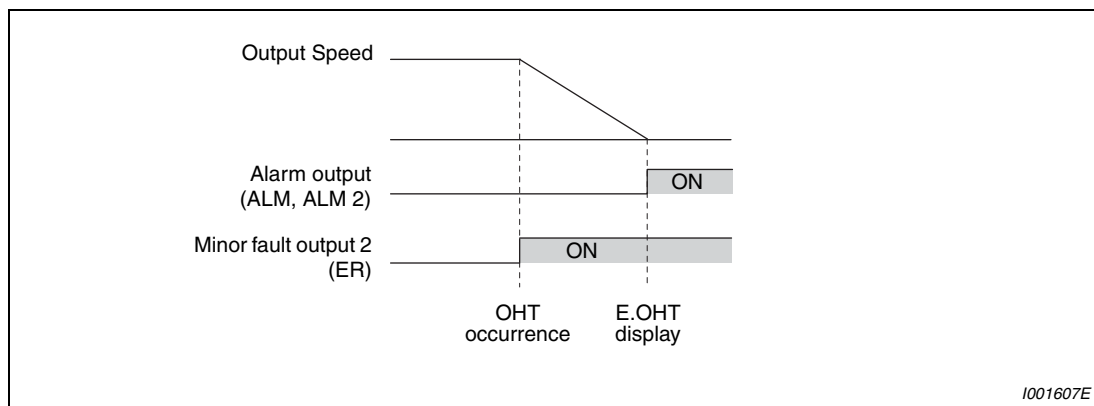 Output Speed
Alarm output
(ALM, ALM 2)
ON
Minor fault output 2
(ER)
ON
OHT
occurrence
E.OHT
display
I001607E